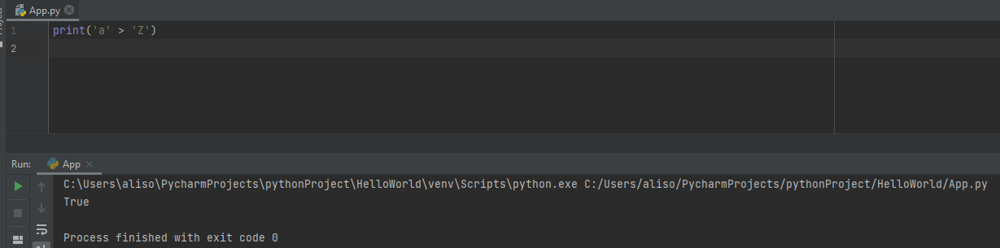 App.py
1 print('a' > 'Z')
2
Run: App
C:\Users\aliso\PycharmProjects\pythonProject\HelloWorld\venv\Scripts\python.exe C:/Users/aliso/PycharmProjects/pythonProject/HelloWorld/App.py
True
Process finished with exit code 0